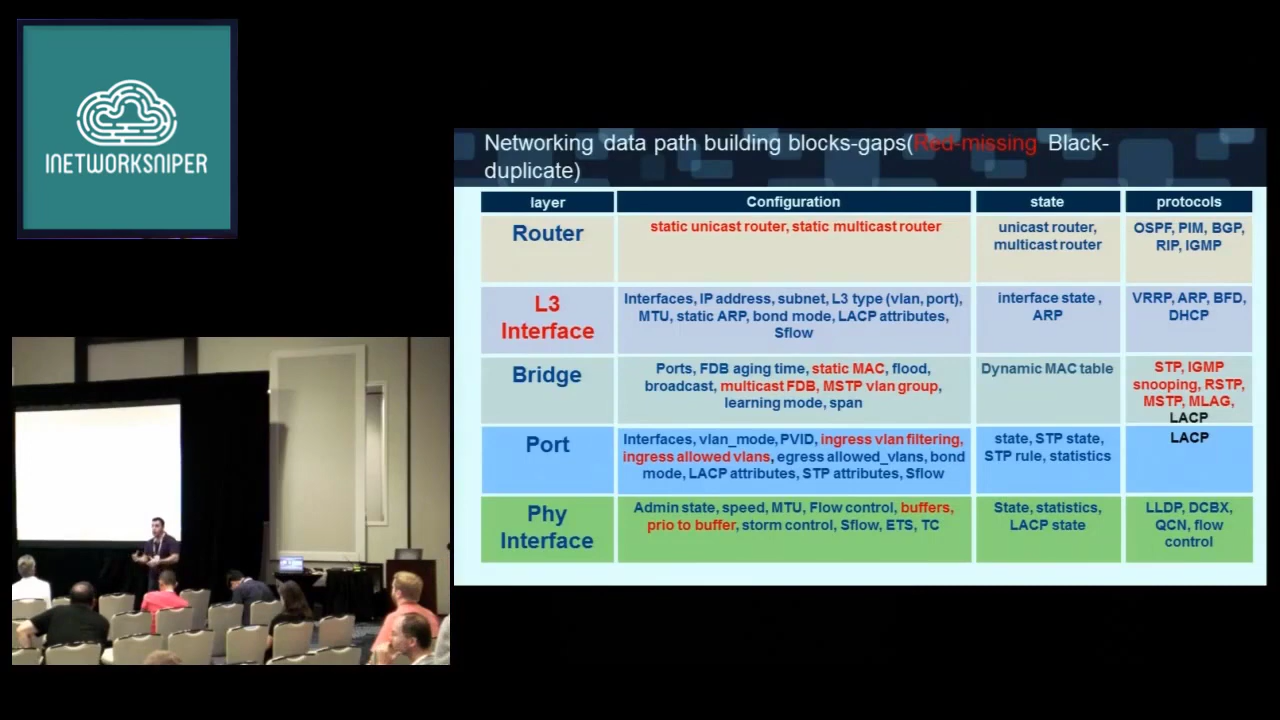 INETWORKSNIPER
Networking data path building blocks-gaps(Red-missing Black-
duplicate)
layer
Configuration
state
protocols
Router
static unicast router, static multicast router
unicast router,
multicast router
OSPF, PIM, BGP,
RIP, IGMP
L3
Interface
Interfaces, IP address, subnet, L3 type (vlan, port),
MTU, static ARP, bond mode, LACP attributes,
Sflow
interface state ,
ARP
VRRP, ARP, BFD,
DHCP
Bridge
Ports, FDB aging time, static MAC, flood,
broadcast, multicast FDB, MSTP vlan group,
learning mode, span
Dynamic MAC table
STP, IGMP
snooping, RSTP,
MSTP, MLAG,
LACP
Port
Interfaces, vlan_mode, PVID, ingress vlan filtering,
ingress allowed vlans, egress allowed_vlans, bond
mode, LACP attributes, STP attributes, Sflow
state, STP state,
STP rule, statistics
LACP
Phy
Interface
Admin state, speed, MTU, Flow control, buffers,
prio to buffer, storm control, Sflow, ETS, TC
State, statistics,
LACP state
LLDP, DCBX,
QCN, flow
control